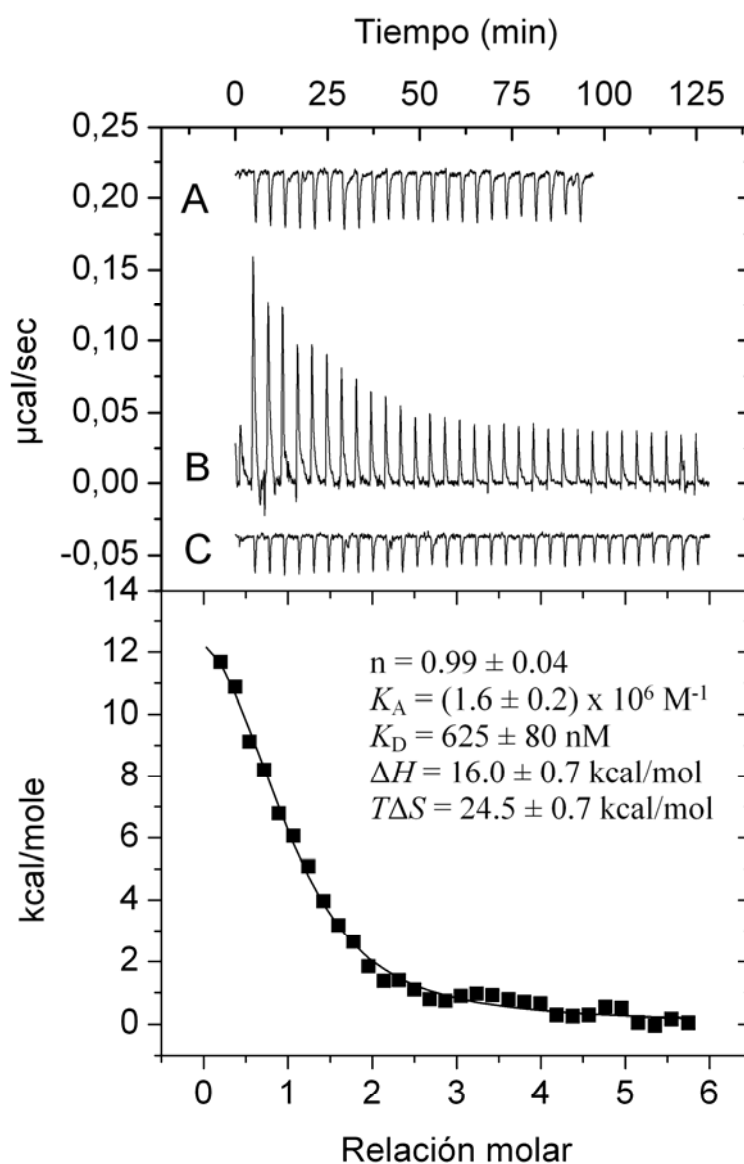 Tiempo (min)
0 25 50 75 100 125
0,25
0,20
0,15
0,10
0,05
0,00
-0,05
µcal/sec
A
B
C
14
12
10
8
6
4
2
0
kcal/mole
n = 0.99 ± 0.04
K_A = (1.6 ± 0.2) x 10⁶ M⁻¹
K_D = 625 ± 80 nM
ΔH = 16.0 ± 0.7 kcal/mol
TΔS = 24.5 ± 0.7 kcal/mol
0 1 2 3 4 5 6
Relación molar